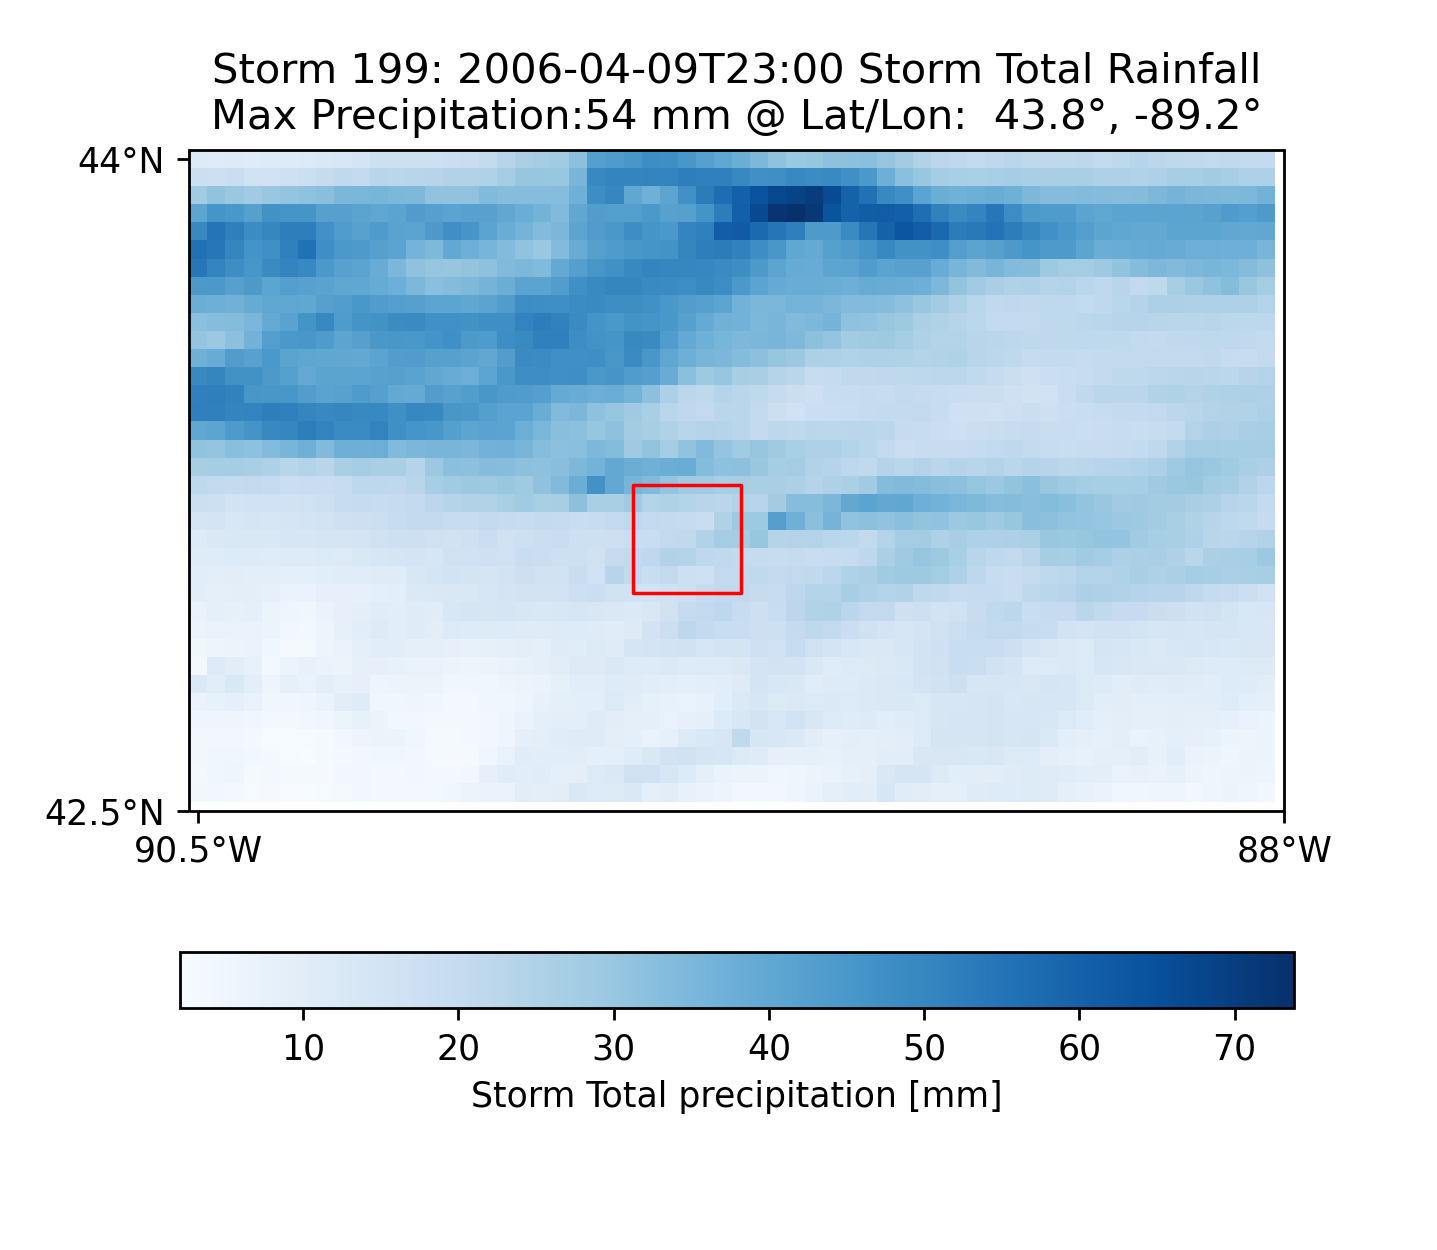 Storm 199: 2006-04-09T23:00 Storm Total Rainfall
Max Precipitation:54 mm @ Lat/Lon:  43.8°, -89.2°
44°N
42.5°N
90.5°W 88°W
10 20 30 40 50 60 70
Storm Total precipitation [mm]